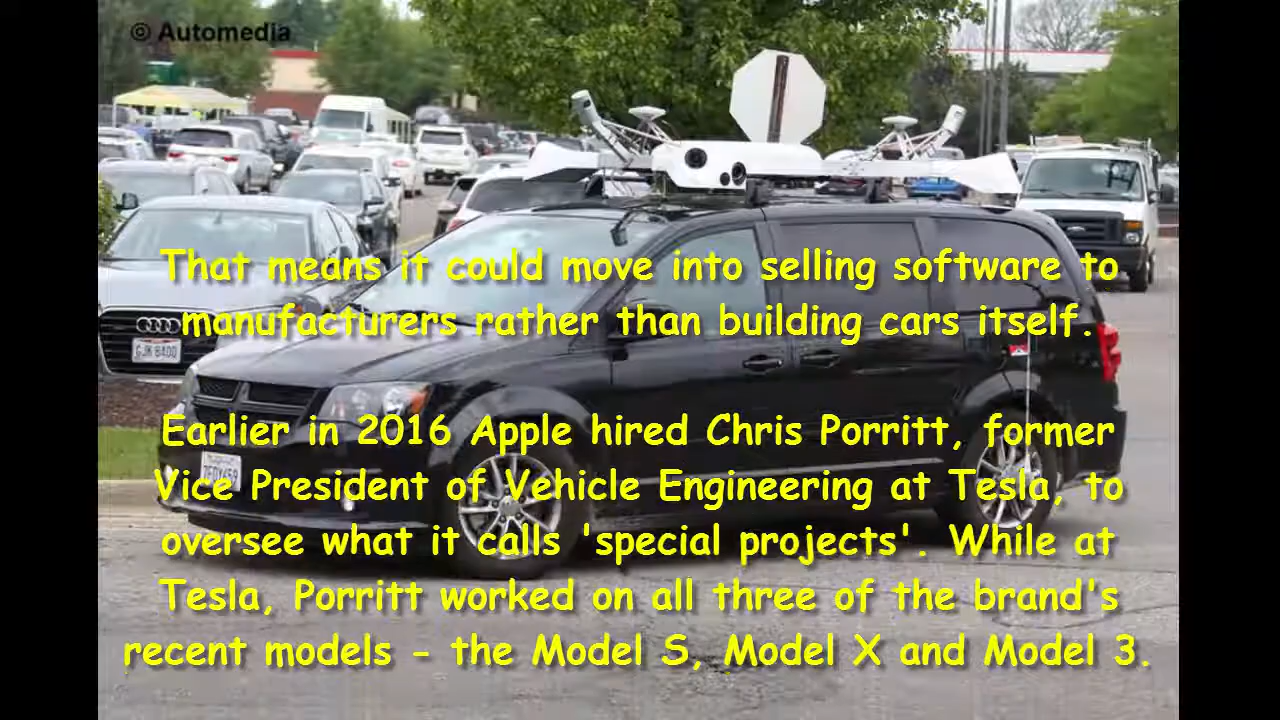 © Automedia
That means it could move into selling software to
manufacturers rather than building cars itself.
Earlier in 2016 Apple hired Chris Porritt, former
Vice President of Vehicle Engineering at Tesla, to
oversee what it calls 'special projects'. While at
Tesla, Porritt worked on all three of the brand's
recent models - the Model S, Model X and Model 3.